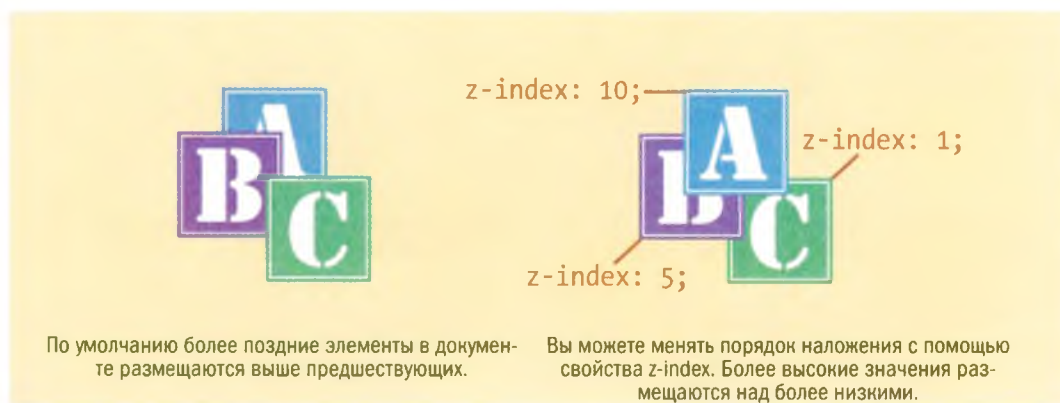 A
B
C
z-index: 10;
A
z-index: 1;
B
C
z-index: 5;
По умолчанию более поздние элементы в докумен-
те размещаются выше предшествующих.
Вы можете менять порядок наложения с помощью
свойства z-index. Более высокие значения раз-
мещаются над более низкими.